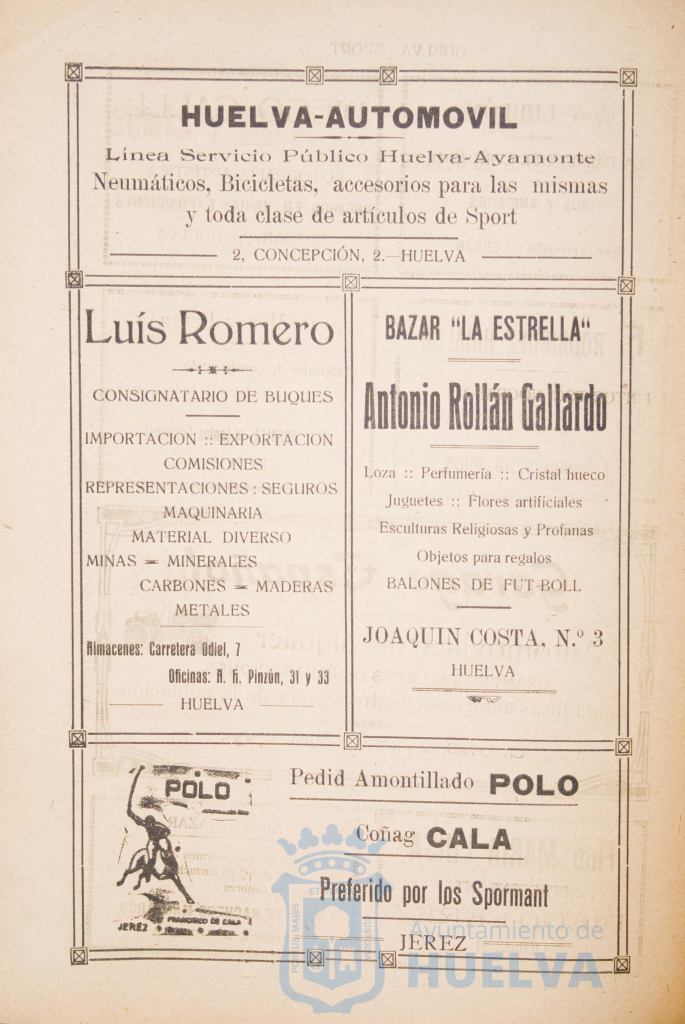 HUELVA-AUTOMOVIL
Línea Servicio Público Huelva-Ayamonte
Neumáticos, Bicicletas, accesorios para las mismas
y toda clase de artículos de Sport
2, CONCEPCIÓN, 2.—HUELVA
Luís Romero
CONSIGNATARIO DE BUQUES
IMPORTACION :: EXPORTACION
COMISIONES
REPRESENTACIONES : SEGUROS
MAQUINARIA
MATERIAL DIVERSO
MINAS = MINERALES
CARBONES = MADERAS
METALES
Almacenes: Carretera Odiel, 7
Oficinas: A. H. Pinzón, 31 y 33
HUELVA
BAZAR "LA ESTRELLA"
Antonio Rollán Gallardo
Loza :: Perfumería :: Cristal hueco
Juguetes :: Flores artificiales
Esculturas Religiosas y Profanas
Objetos para regalos
BALONES DE FUT-BOLL
JOAQUIN COSTA, N.º 3
HUELVA
POLO
FRANCISCO DE CALA
JEREZ
Pedid Amontillado POLO
Coñag CALA
Preferido por los Spormant
JEREZ
Ayuntamiento de
HUELVA